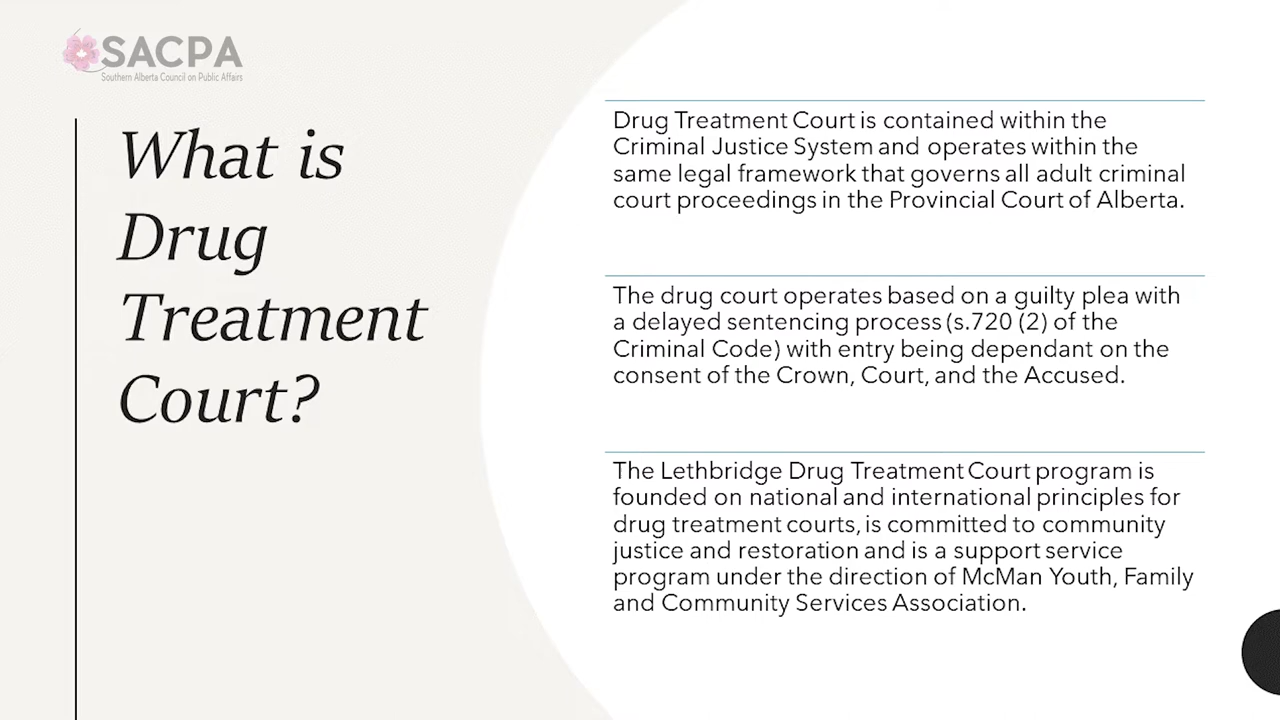 SACPA
Southern Alberta Council on Public Affairs
What is
Drug
Treatment
Court?
Drug Treatment Court is contained within the
Criminal Justice System and operates within the
same legal framework that governs all adult criminal
court proceedings in the Provincial Court of Alberta.
The drug court operates based on a guilty plea with
a delayed sentencing process (s.720 (2) of the
Criminal Code) with entry being dependant on the
consent of the Crown, Court, and the Accused.
The Lethbridge Drug Treatment Court program is
founded on national and international principles for
drug treatment courts, is committed to community
justice and restoration and is a support service
program under the direction of McMan Youth, Family
and Community Services Association.